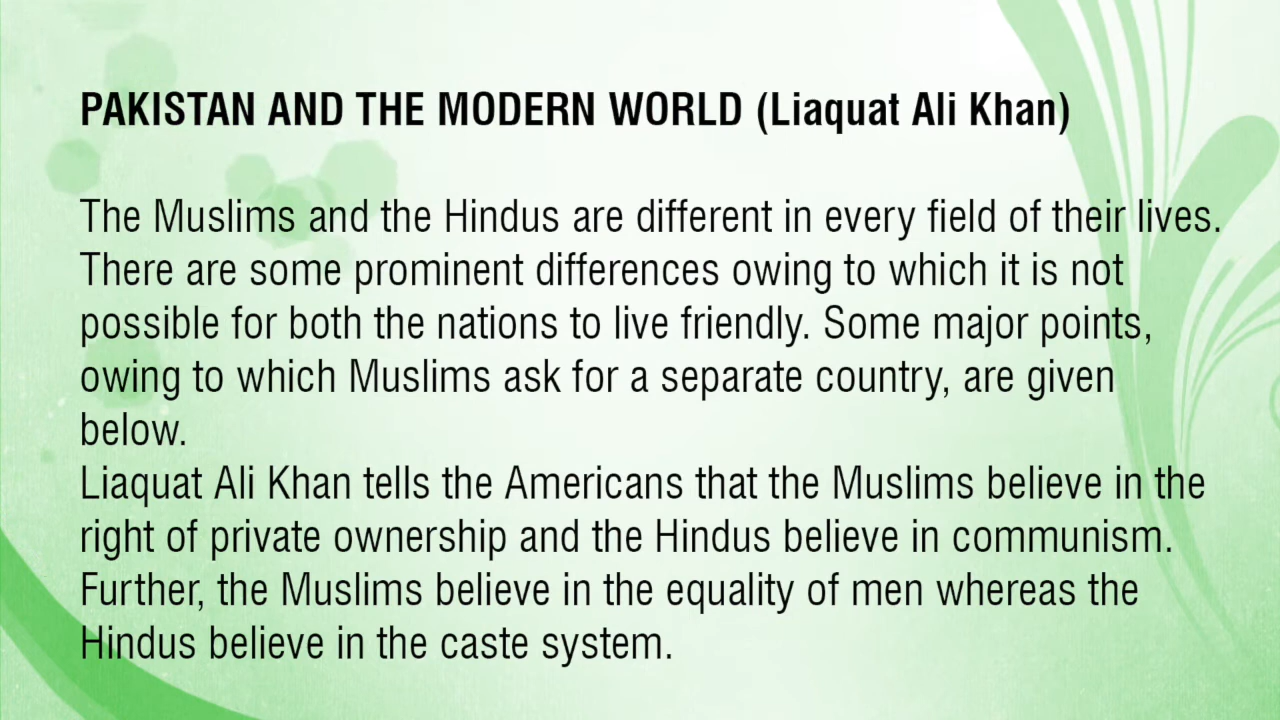 PAKISTAN AND THE MODERN WORLD (Liaquat Ali Khan)
The Muslims and the Hindus are different in every field of their lives.
There are some prominent differences owing to which it is not
possible for both the nations to live friendly. Some major points,
owing to which Muslims ask for a separate country, are given
below.
Liaquat Ali Khan tells the Americans that the Muslims believe in the
right of private ownership and the Hindus believe in communism.
Further, the Muslims believe in the equality of men whereas the
Hindus believe in the caste system.